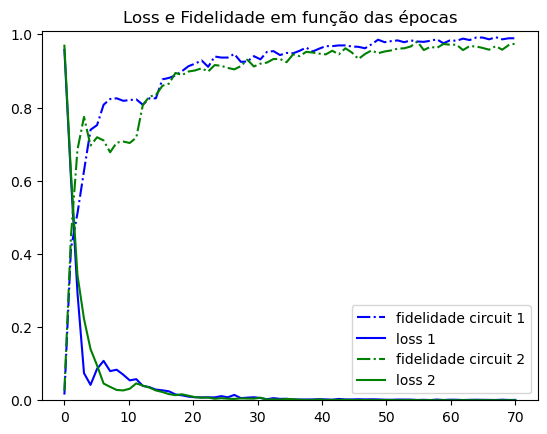 Loss e Fidelidade em função das épocas
1.0
0.8
0.6
0.4
0.2
0.0
0 10 20 30 40 50 60 70
fidelidade circuit 1
loss 1
fidelidade circuit 2
loss 2